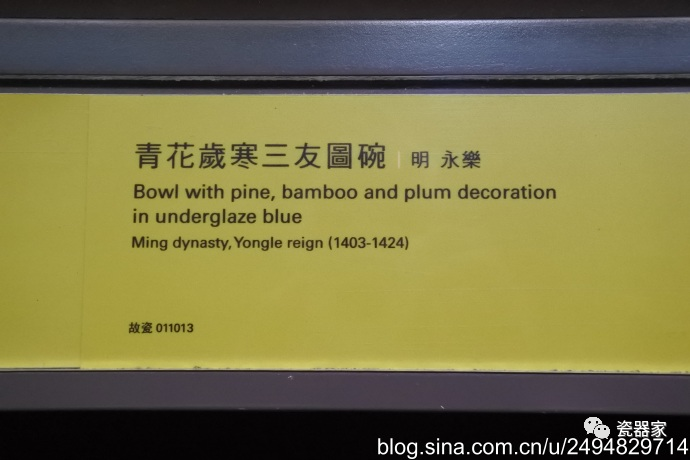 青花歲寒三友圖碗 | 明 永樂
Bowl with pine, bamboo and plum decoration
in underglaze blue
Ming dynasty, Yongle reign (1403-1424)
故瓷 011013
瓷器家
blog.sina.com.cn/u/2494829714